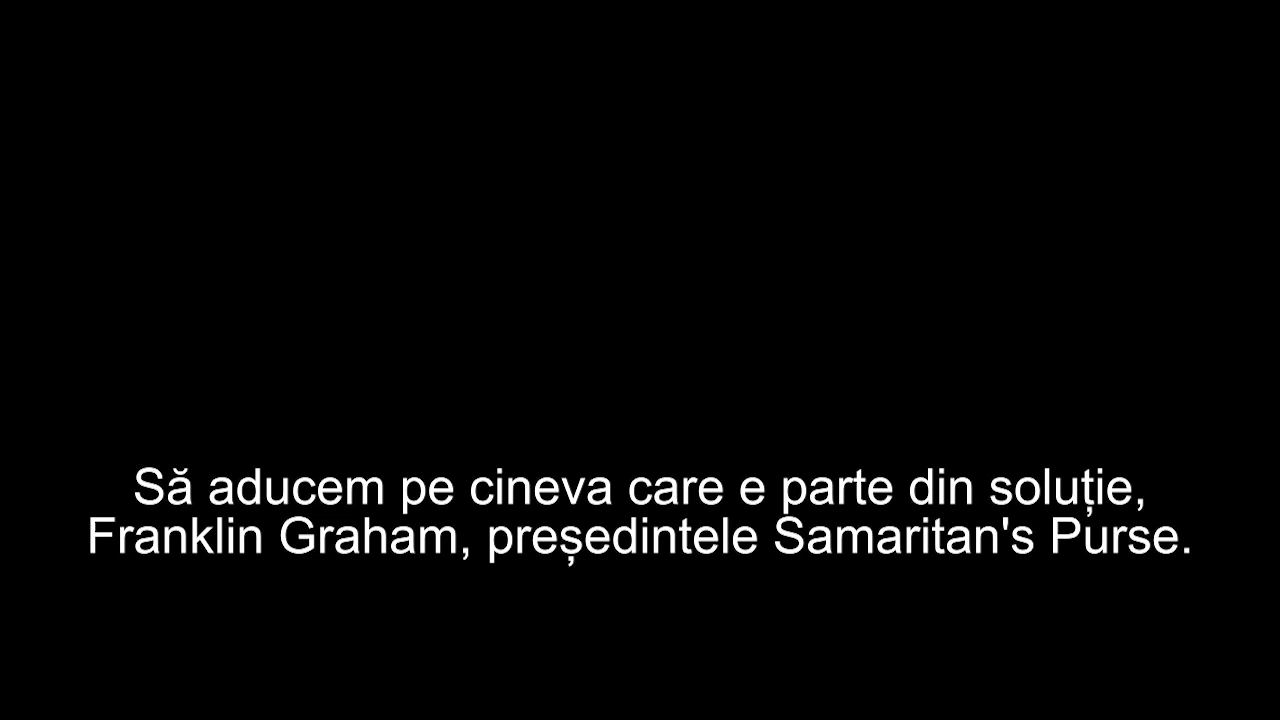 Să aducem pe cineva care e parte din soluție,
Franklin Graham, președintele Samaritan's Purse.